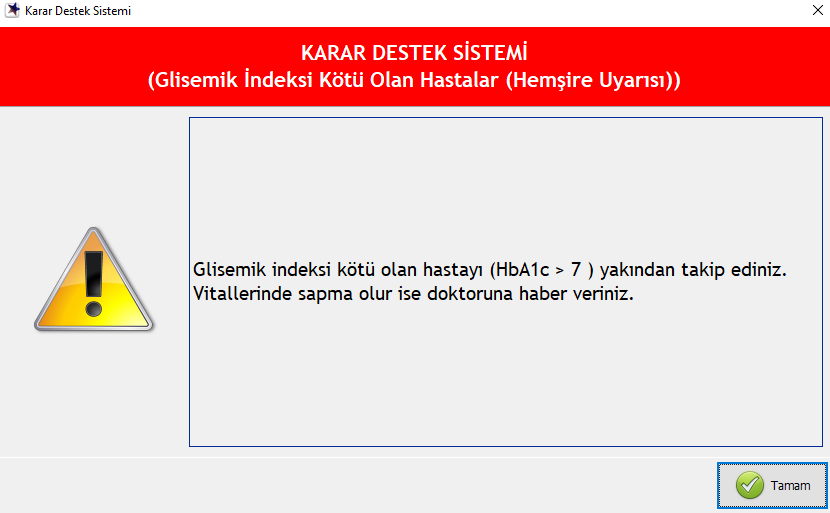 Karar Destek Sistemi
KARAR DESTEK SİSTEMİ
(Glisemik İndeksi Kötü Olan Hastalar (Hemşire Uyarısı))
Glisemik indeksi kötü olan hastayı (HbA1c > 7 ) yakından takip ediniz.
Vitallerinde sapma olur ise doktoruna haber veriniz.
Tamam